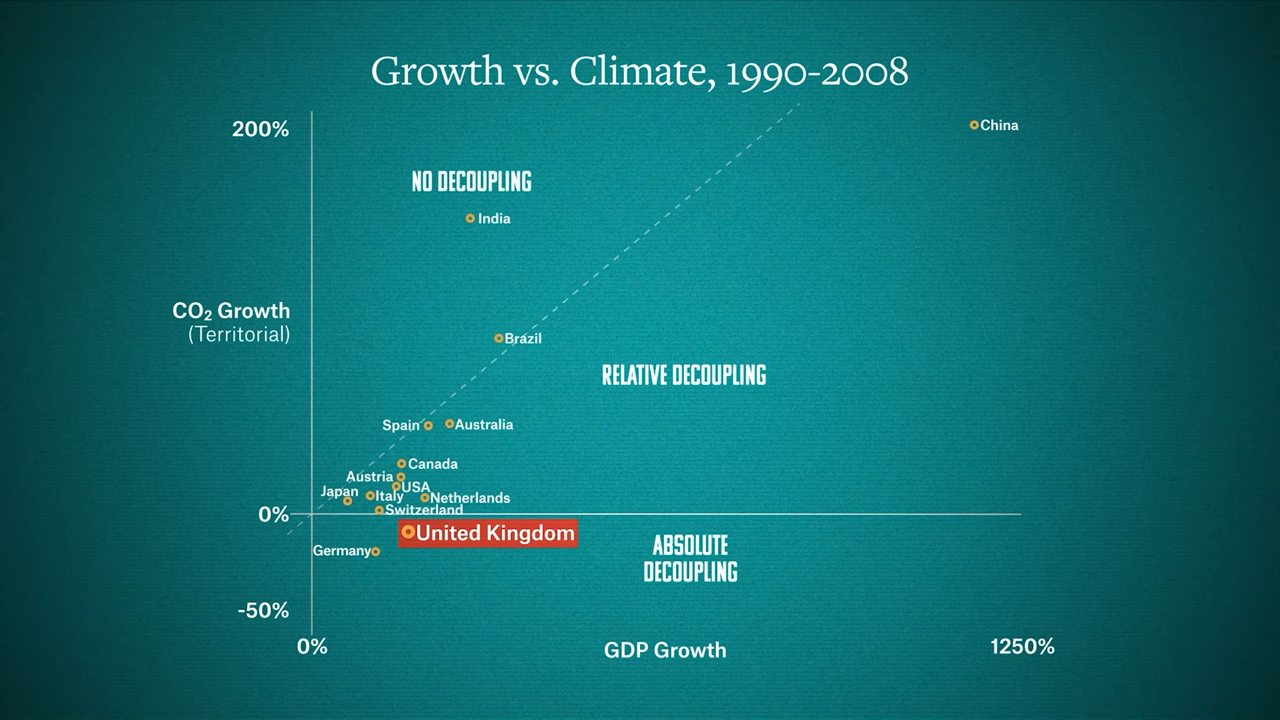 Growth vs. Climate, 1990-2008
200%
China
NO DECOUPLING
India
CO₂ Growth
(Territorial)
Brazil
RELATIVE DECOUPLING
Spain
Australia
Canada
Austria
USA
Japan
Italy
Netherlands
Switzerland
0%
United Kingdom
Germany
ABSOLUTE
DECOUPLING
-50%
0%
GDP Growth
1250%